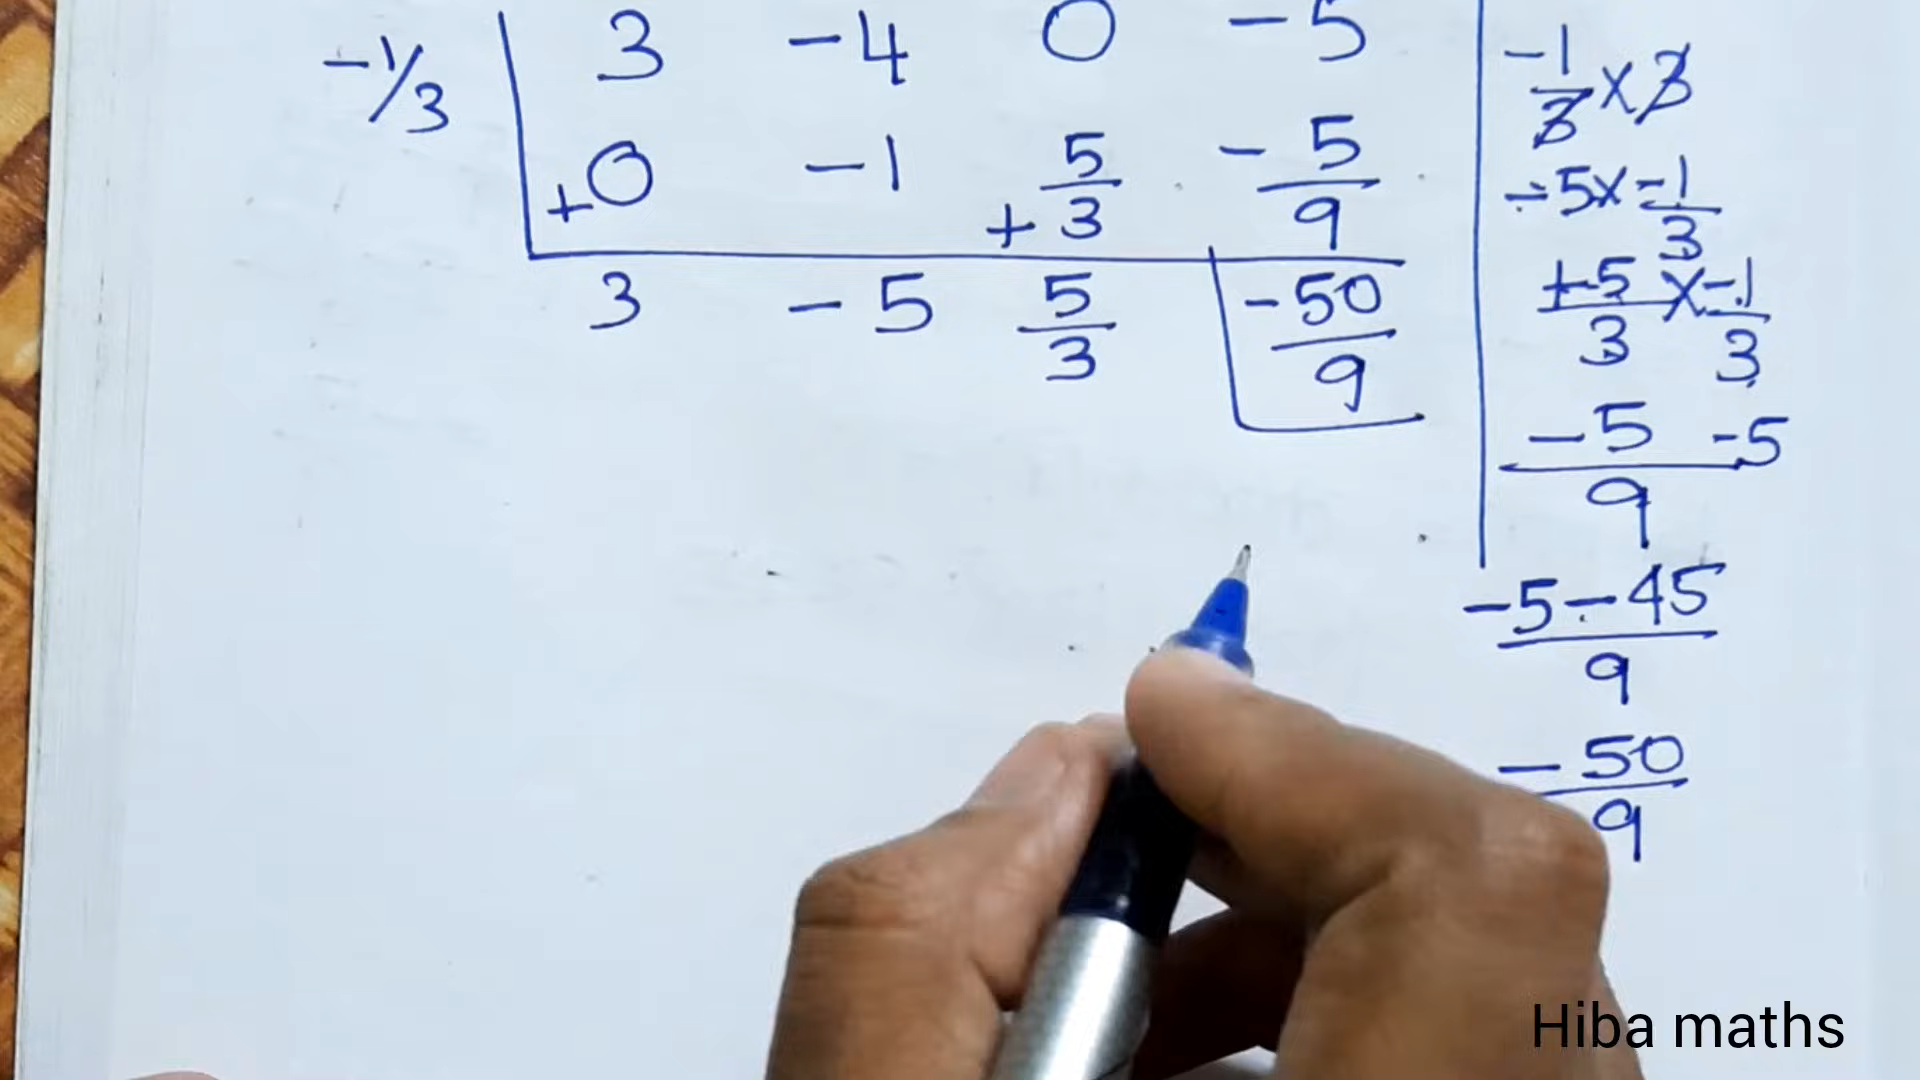 -1/3 | 3 -4 0 -5
+0 -1 +5/3 -5/9
3 -5 5/3 -50/9
-1/3 × 3
-5 × -1/3
+5/3 × -1/3
-5/9 -5
-5-45/9
-50/9
Hiba maths